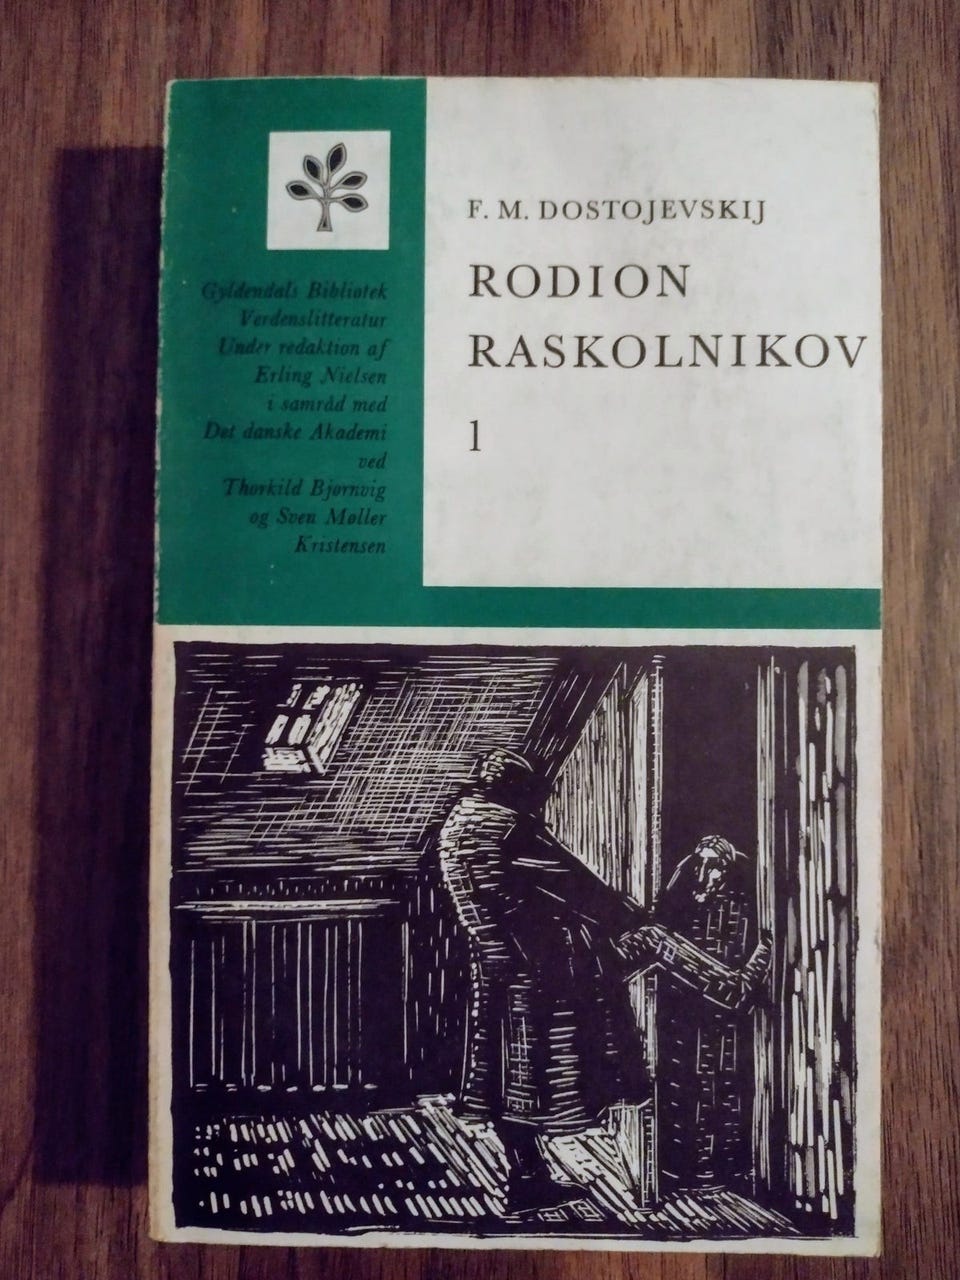 Gyldendals Bibliotek
Verdenslitteratur
Under redaktion af
Erling Nielsen
i samråd med
Det danske Akademi
ved
Thorkild Bjørnvig
og Sven Møller
Kristensen
F. M. DOSTOJEVSKIJ
RODION
RASKOLNIKOV
1